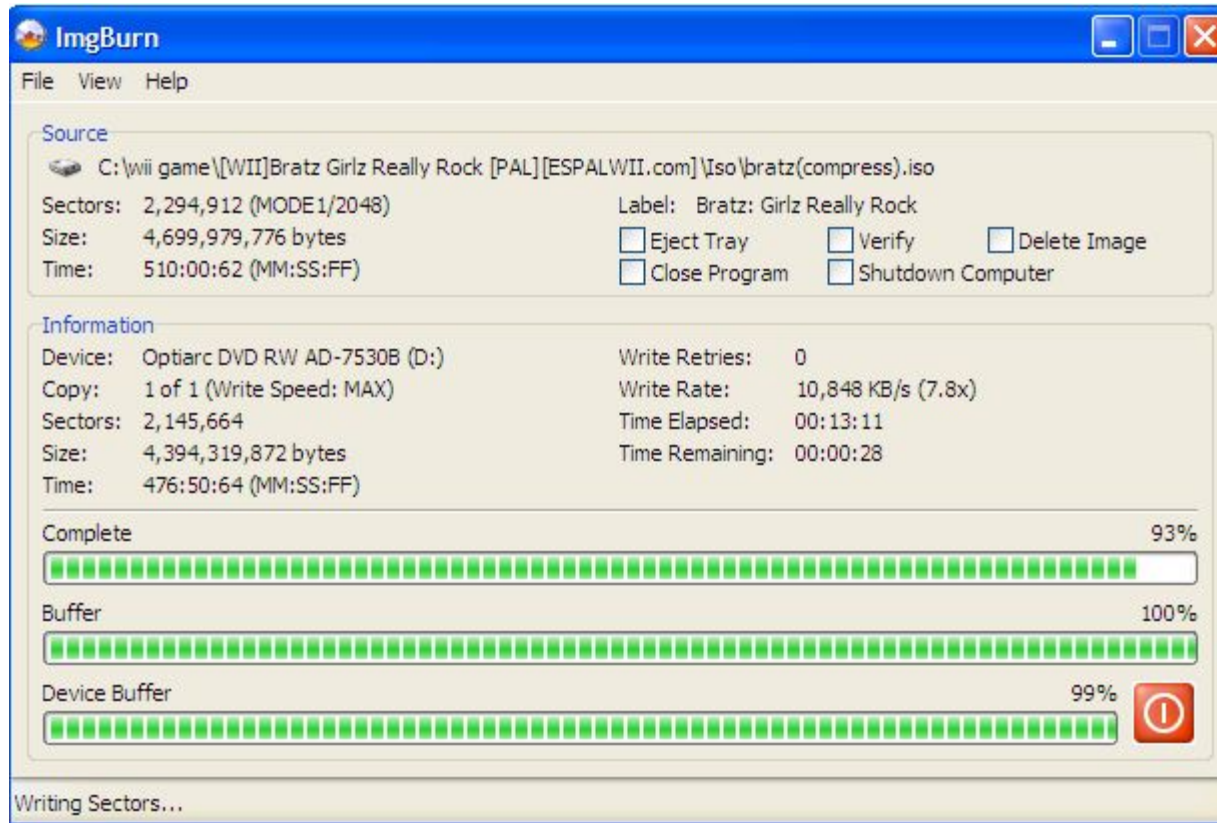 ImgBurn
File View Help
Source
C:\wii game\[WII]Bratz Girlz Really Rock [PAL][ESPALWII.com]\Iso\bratz(compress).iso
Sectors: 2,294,912 (MODE1/2048) Label: Bratz: Girlz Really Rock
Size: 4,699,979,776 bytes Eject Tray Verify Delete Image
Time: 510:00:62 (MM:SS:FF) Close Program Shutdown Computer
Information
Device: Optiarc DVD RW AD-7530B (D:) Write Retries: 0
Copy: 1 of 1 (Write Speed: MAX) Write Rate: 10,848 KB/s (7.8x)
Sectors: 2,145,664 Time Elapsed: 00:13:11
Size: 4,394,319,872 bytes Time Remaining: 00:00:28
Time: 476:50:64 (MM:SS:FF)
Complete 93%
Buffer 100%
Device Buffer 99%
Writing Sectors...